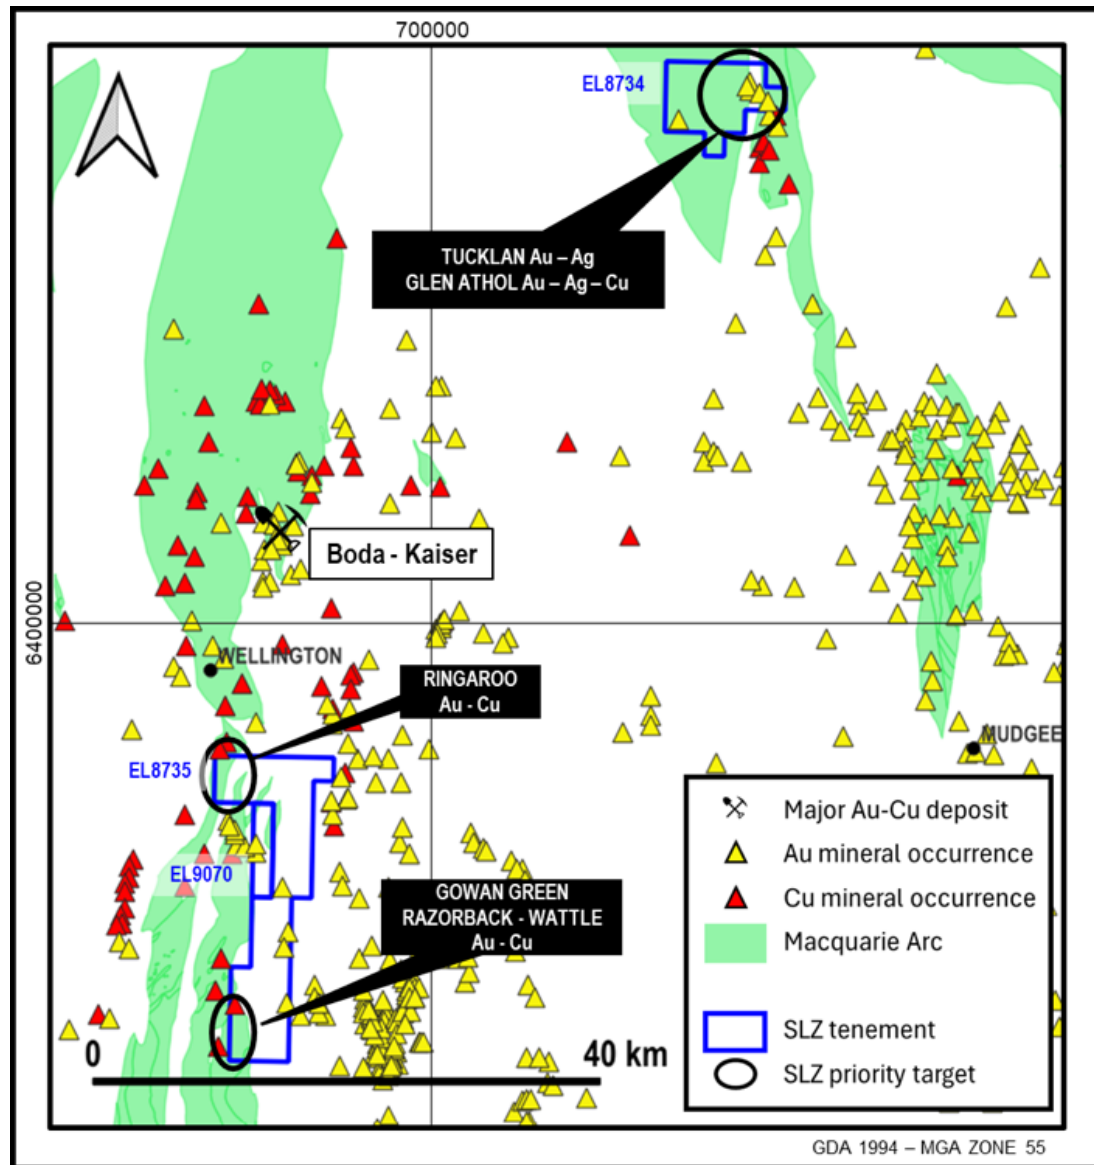 700000
EL8734
TUCKLAN Au – Ag
GLEN ATHOL Au – Ag – Cu
Boda - Kaiser
6400000
WELLINGTON
RINGAROO
Au - Cu
MUDGEE
EL8735
EL9070
GOWAN GREEN
RAZORBACK - WATTLE
Au - Cu
0
40 km
Major Au-Cu deposit
Au mineral occurrence
Cu mineral occurrence
Macquarie Arc
SLZ tenement
SLZ priority target
GDA 1994 – MGA ZONE 55